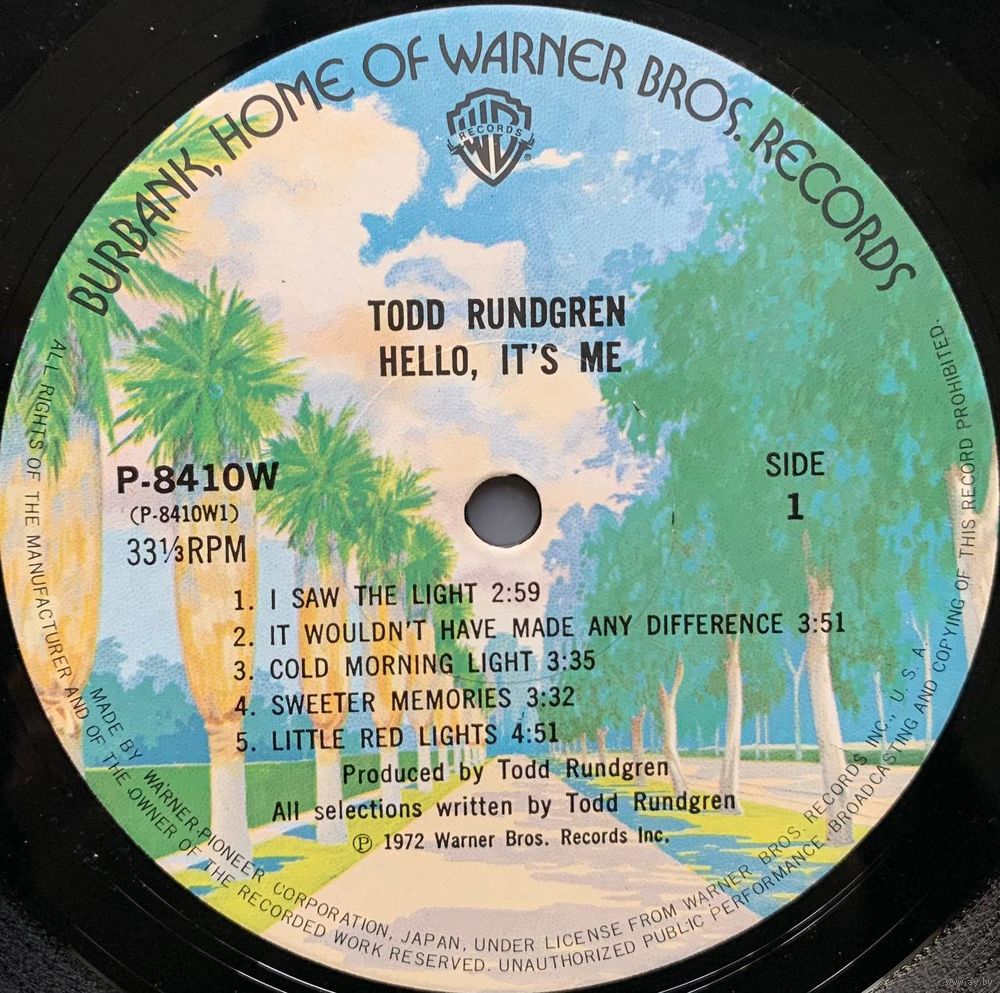 BURBANK, HOME OF WARNER BROS. RECORDS
W
RECORDS
®
TODD RUNDGREN
HELLO, IT'S ME
P-8410W
(P-8410W1)
33⅓RPM
SIDE
1
1. I SAW THE LIGHT 2:59
2. IT WOULDN'T HAVE MADE ANY DIFFERENCE 3:51
3. COLD MORNING LIGHT 3:35
4. SWEETER MEMORIES 3:32
5. LITTLE RED LIGHTS 4:51
Produced by Todd Rundgren
All selections written by Todd Rundgren
℗ 1972 Warner Bros. Records Inc.
MADE BY WARNER-PIONEER CORPORATION, JAPAN, UNDER LICENSE FROM WARNER BROS. RECORDS INC., U. S. A.
ALL RIGHTS OF THE MANUFACTURER AND OF THE OWNER OF THE RECORDED WORK RESERVED. UNAUTHORIZED PUBLIC PERFORMANCE, BROADCASTING AND COPYING OF THIS RECORD PROHIBITED.
www.ay.by